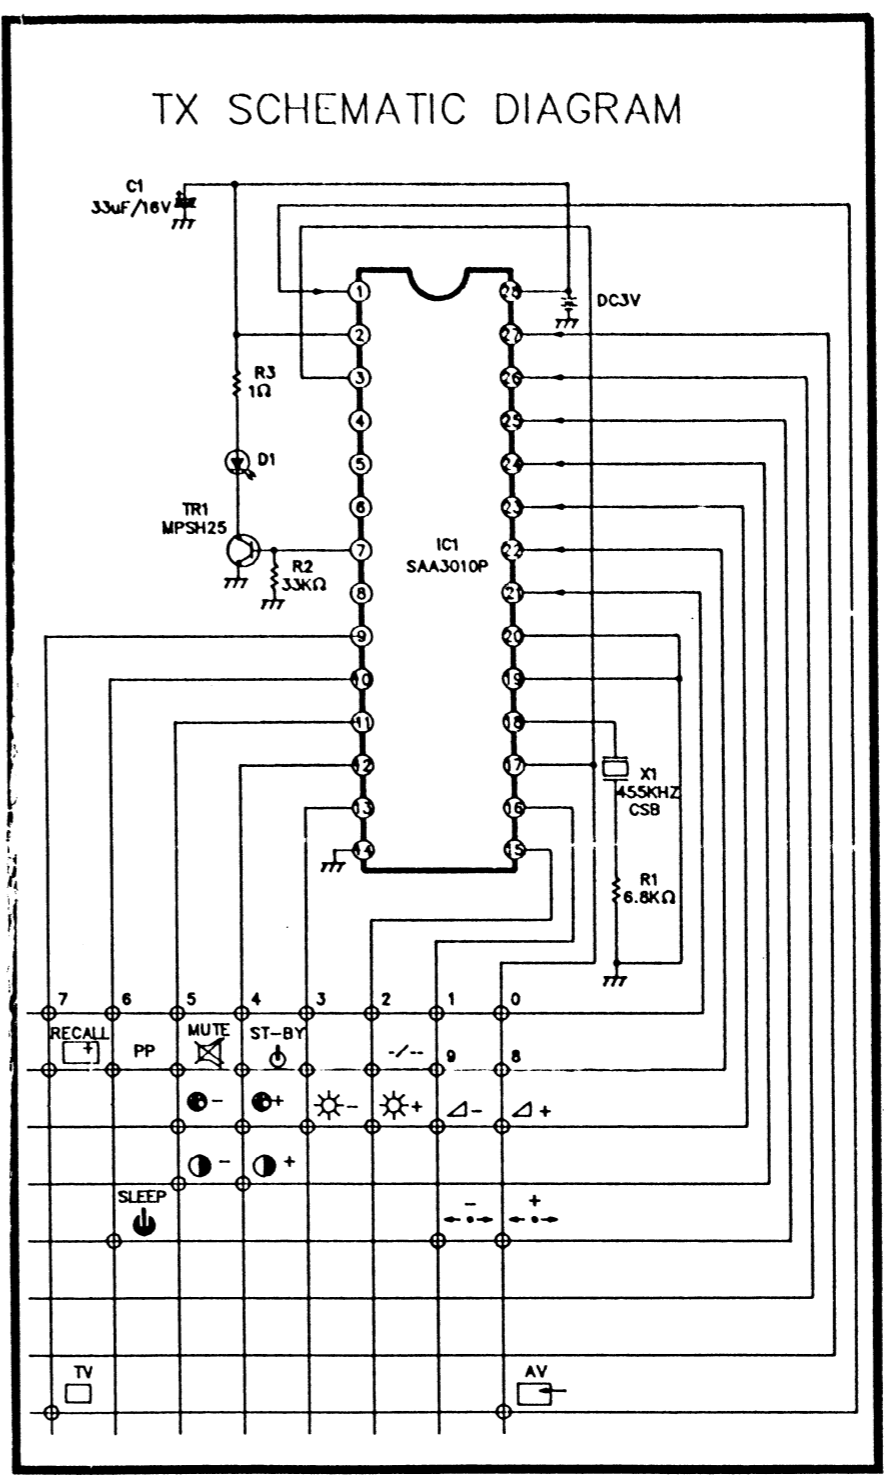 TX SCHEMATIC DIAGRAM
C1
33uF/16V
DC3V
R3
1Ω
D1
TR1
MPSH25
R2
33KΩ
IC1
SAA3010P
1
2
3
4
5
6
7
8
9
10
11
12
13
14
28
27
26
25
24
23
22
21
20
19
18
17
16
15
X1
455KHZ
CSB
R1
6.8KΩ
7 6 5 4 3 2 1 0
RECALL PP MUTE ST-BY -/-- 9 8
+
- + - + - +
- +
SLEEP - +
TV AV